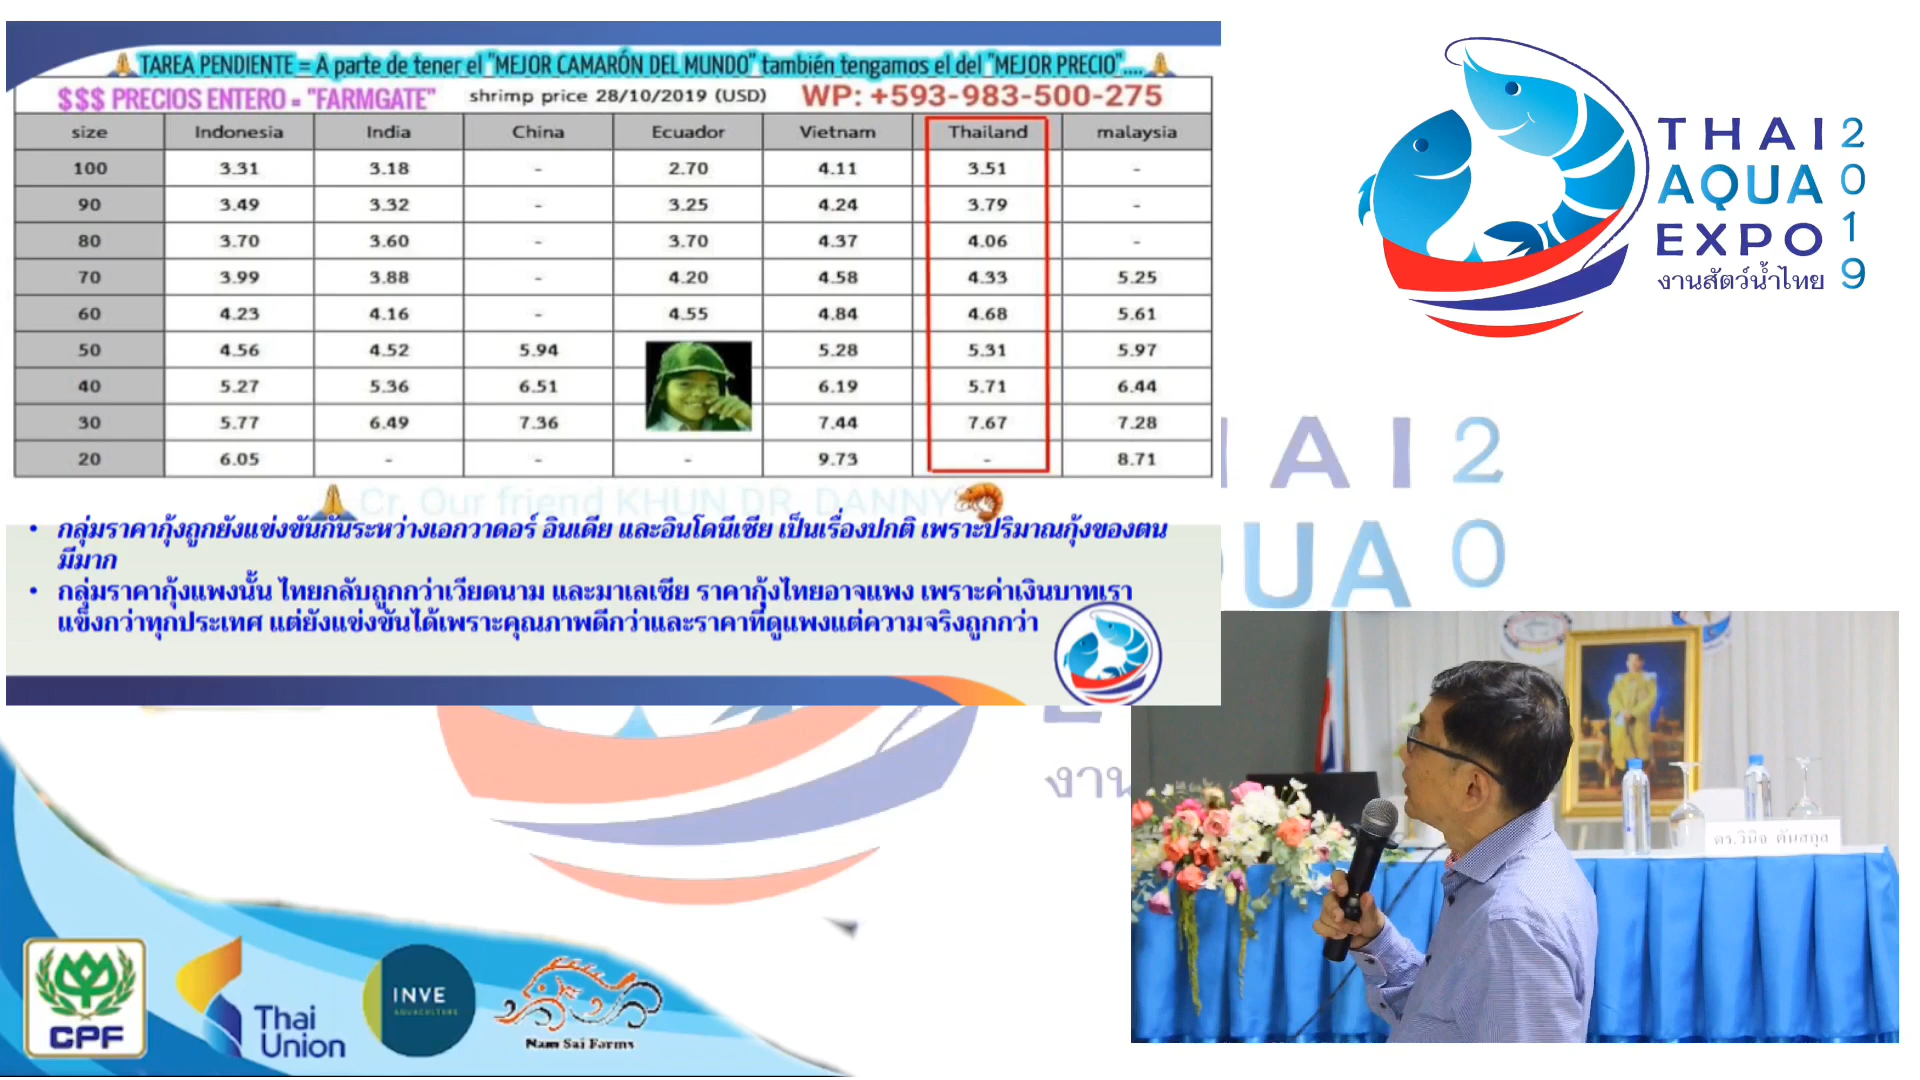 TAREA PENDIENTE = A parte de tener el "MEJOR CAMARÓN DEL MUNDO" también tengamos el del "MEJOR PRECIO"....
$$$ PRECIOS ENTERO = "FARMGATE" shrimp price 28/10/2019 (USD) WP: +593-983-500-275
size Indonesia India China Ecuador Vietnam Thailand malaysia
100 3.31 3.18 - 2.70 4.11 3.51 -
90 3.49 3.32 - 3.25 4.24 3.79 -
80 3.70 3.60 - 3.70 4.37 4.06 -
70 3.99 3.88 - 4.20 4.58 4.33 5.25
60 4.23 4.16 - 4.55 4.84 4.68 5.61
50 4.56 4.52 5.94 5.28 5.31 5.97
40 5.27 5.36 6.51 6.19 5.71 6.44
30 5.77 6.49 7.36 7.44 7.67 7.28
20 6.05 - - - 9.73 - 8.71
Cr. Our friend KHUN DR. DANNY
• กลุ่มราคากุ้งถูกยังแข่งขันกันระหว่างเอกวาดอร์ อินเดีย และอินโดนีเซีย เป็นเรื่องปกติ เพราะปริมาณกุ้งของตน
มีมาก
• กลุ่มราคากุ้งแพงนั้น ไทยกลับถูกกว่าเวียดนาม และมาเลเซีย ราคากุ้งไทยอาจแพง เพราะค่าเงินบาทเรา
แข็งกว่าทุกประเทศ แต่ยังแข่งขันได้เพราะคุณภาพดีกว่าและราคาที่ดูแพงแต่ความจริงถูกกว่า
THAI
AQUA
EXPO
งานสัตว์น้ำไทย
2019
HAI
QUA
20
งาน
ดร.วินิจ ตันสกุล
CPF
Thai
Union
INVE
AQUACULTURE
Nam Sai Farms